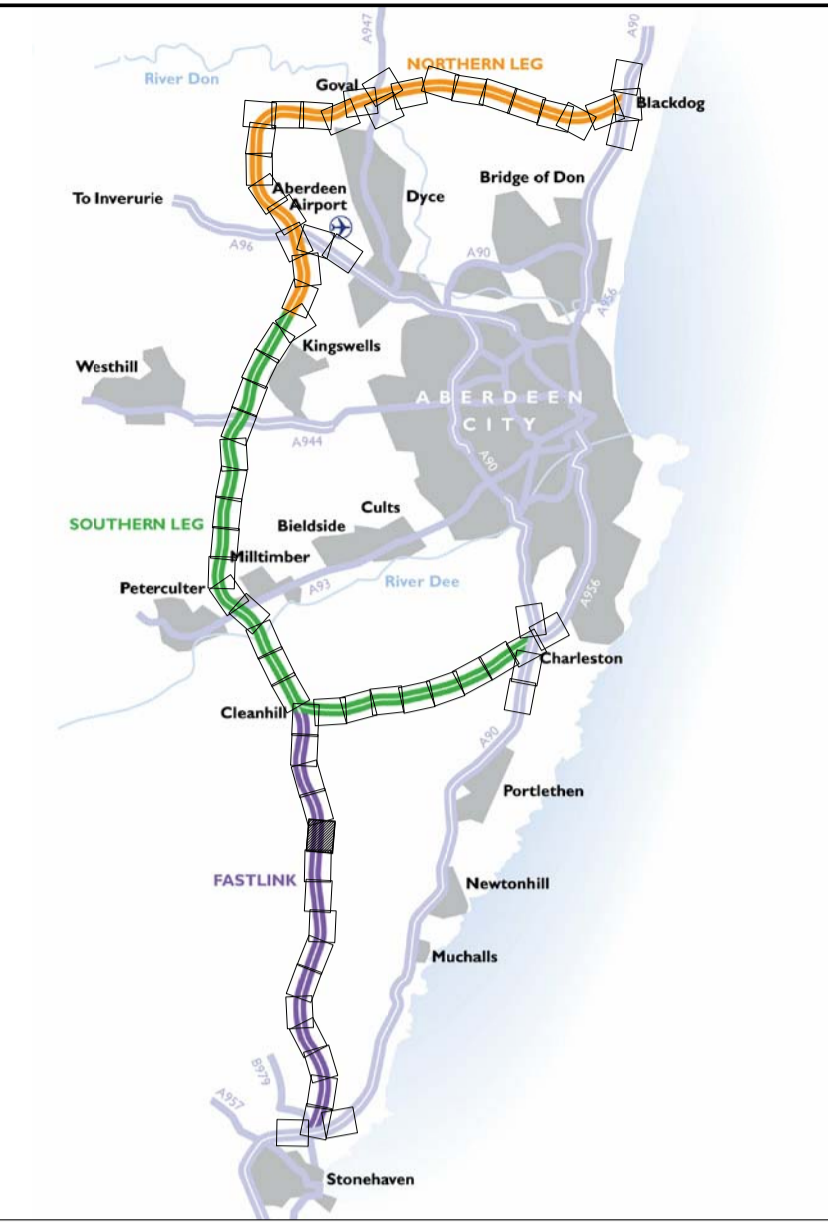 A947
A90
NORTHERN LEG
River Don
Goval
Blackdog
Bridge of Don
Aberdeen
Airport
To Inverurie
Dyce
A96
A90
A956
Kingswells
Westhill
ABERDEEN
CITY
A944
A90
Cults
SOUTHERN LEG
Bieldside
Milltimber
Peterculter
A93
River Dee
A956
Charleston
Cleanhill
A90
Portlethen
FASTLINK
Newtonhill
Muchalls
B979
A957
Stonehaven